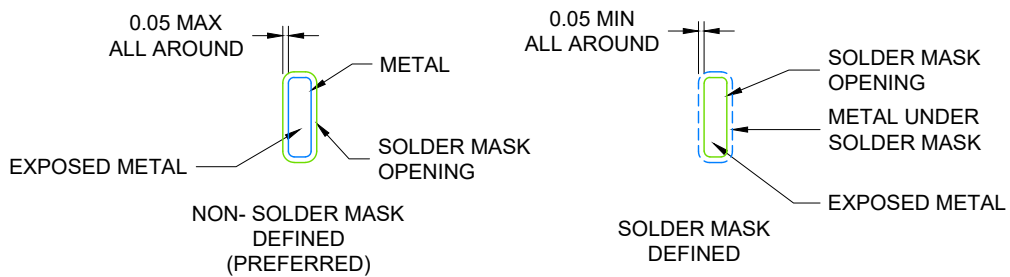 0.05 MAX
ALL AROUND
METAL
EXPOSED METAL
SOLDER MASK
OPENING
NON- SOLDER MASK
DEFINED
(PREFERRED)
0.05 MIN
ALL AROUND
SOLDER MASK
OPENING
METAL UNDER
SOLDER MASK
EXPOSED METAL
SOLDER MASK
DEFINED